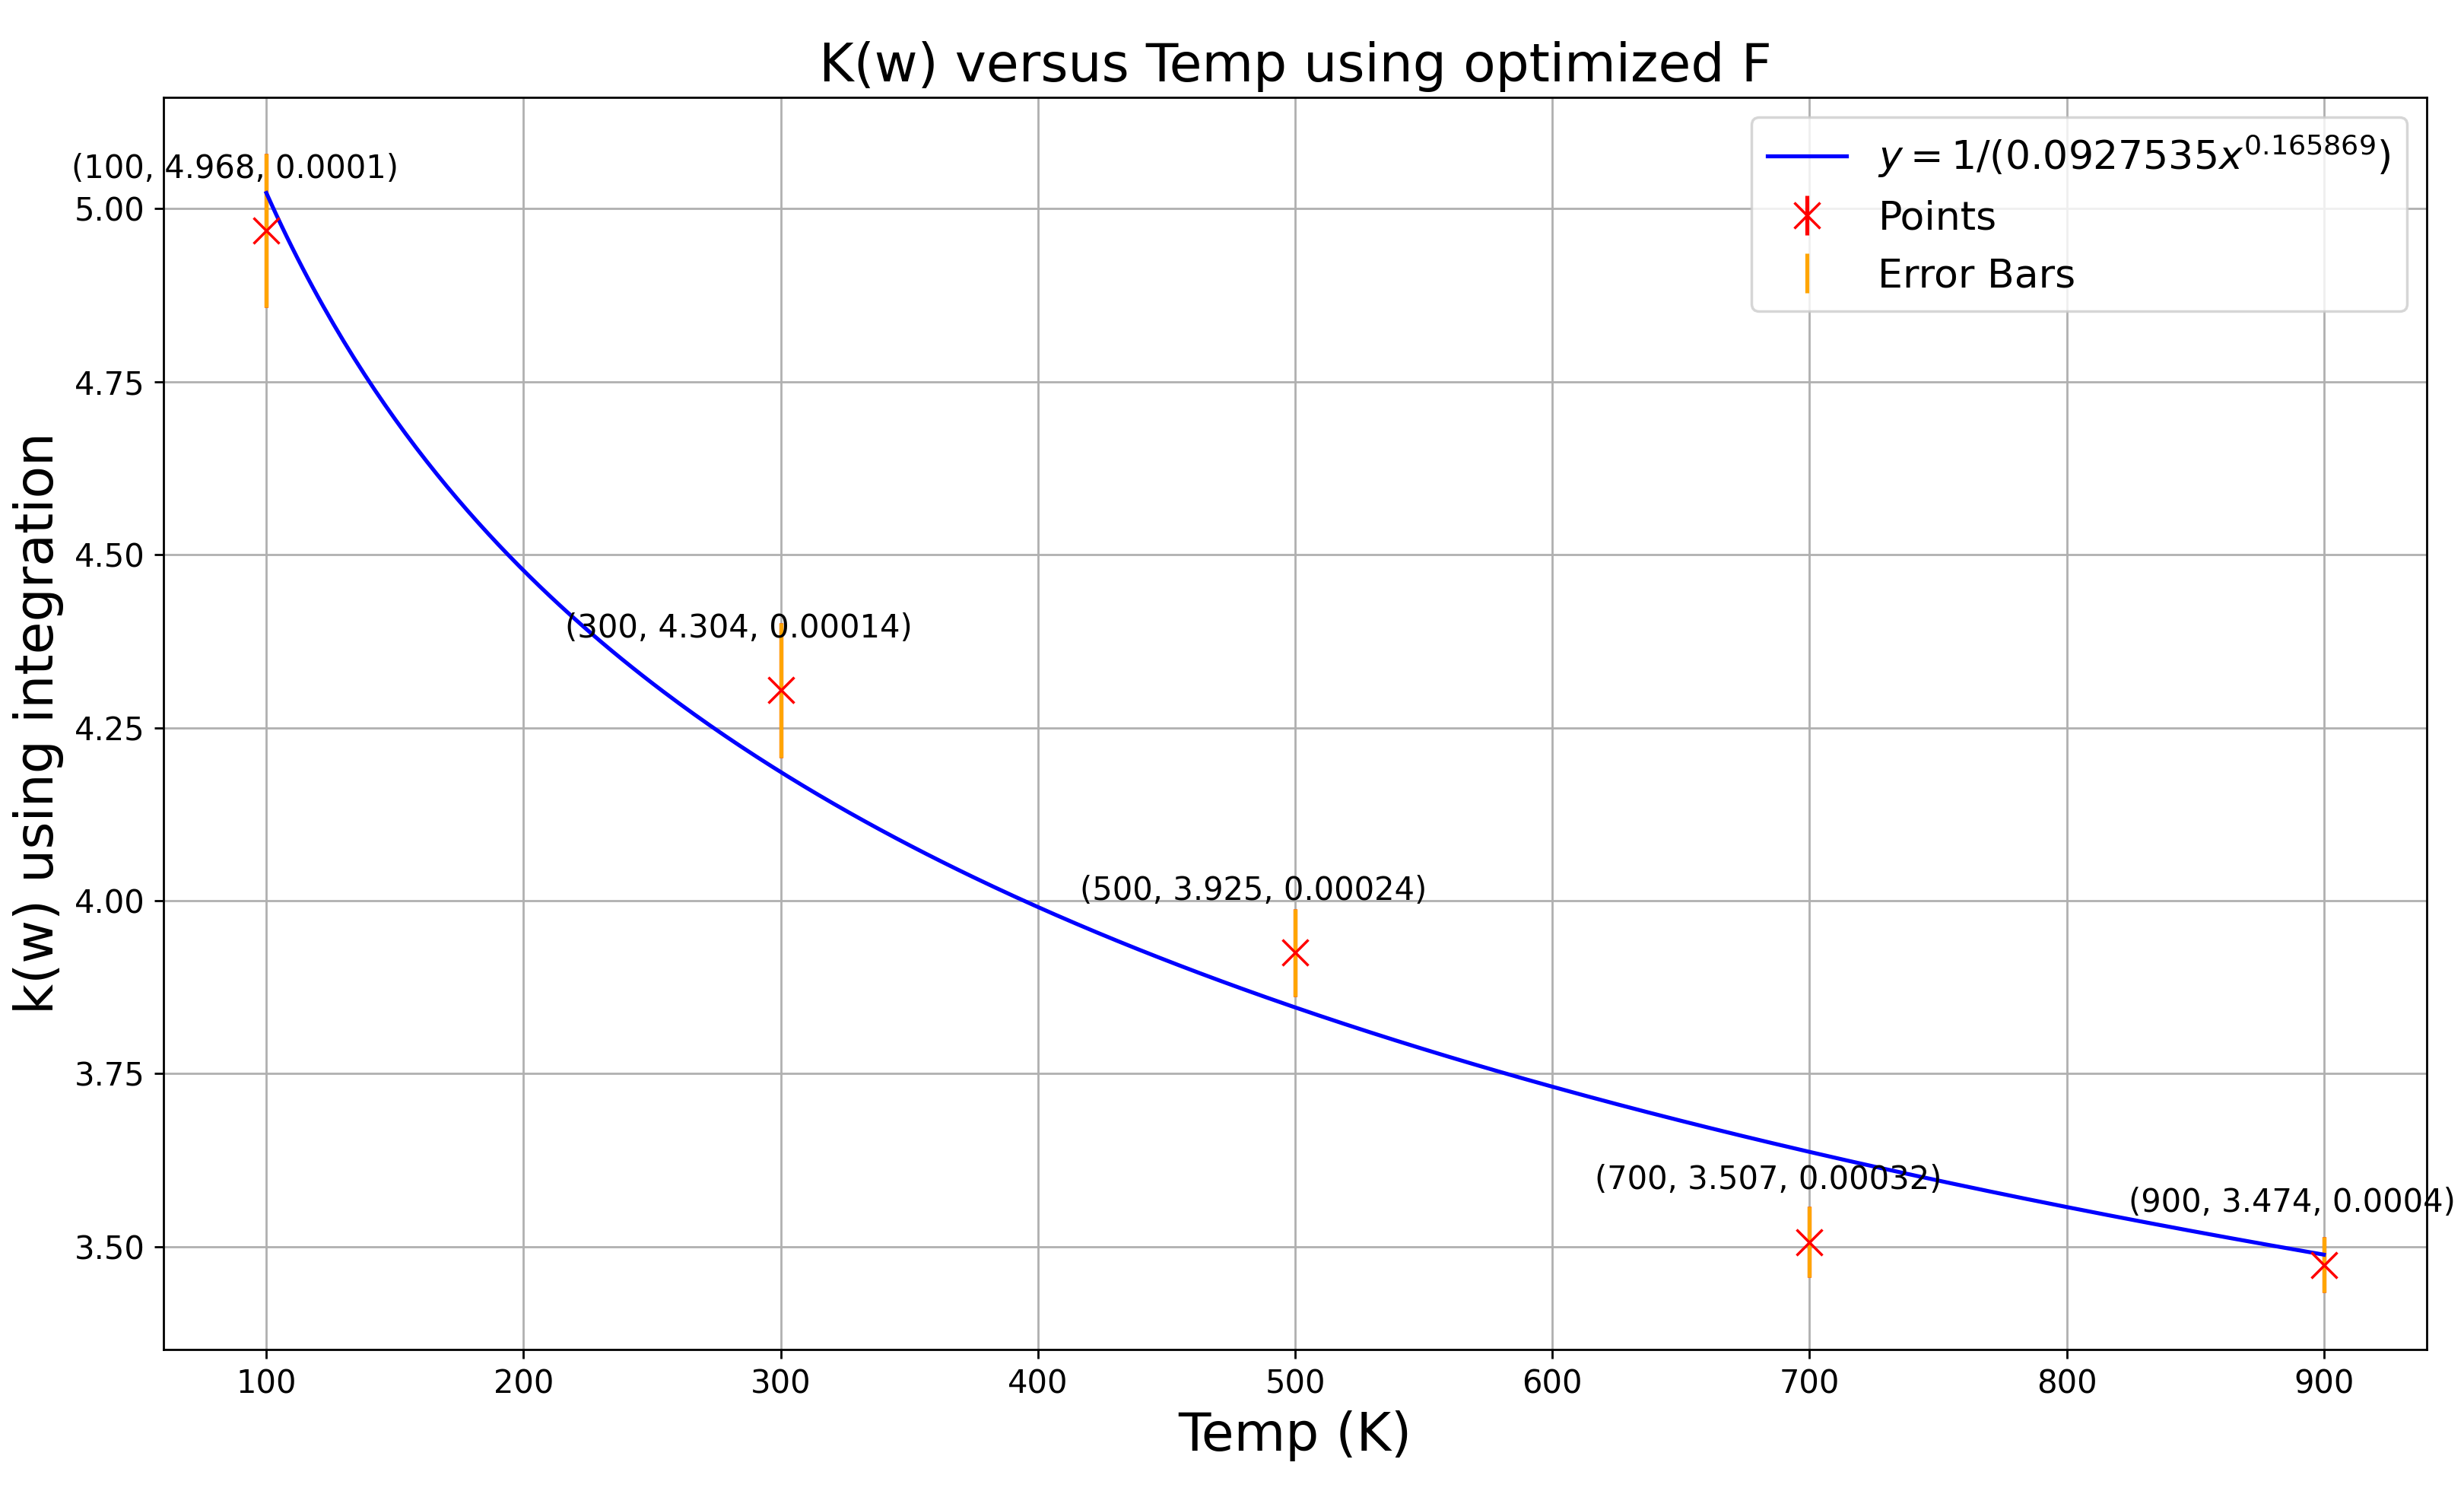 K(w) versus Temp using optimized F
y = 1/(0.0927535x^0.165869)
Points
Error Bars
(100, 4.968, 0.0001)
(300, 4.304, 0.00014)
(500, 3.925, 0.00024)
(700, 3.507, 0.00032)
(900, 3.474, 0.0004)
k(w) using integration
5.00
4.75
4.50
4.25
4.00
3.75
3.50
100 200 300 400 500 600 700 800 900
Temp (K)